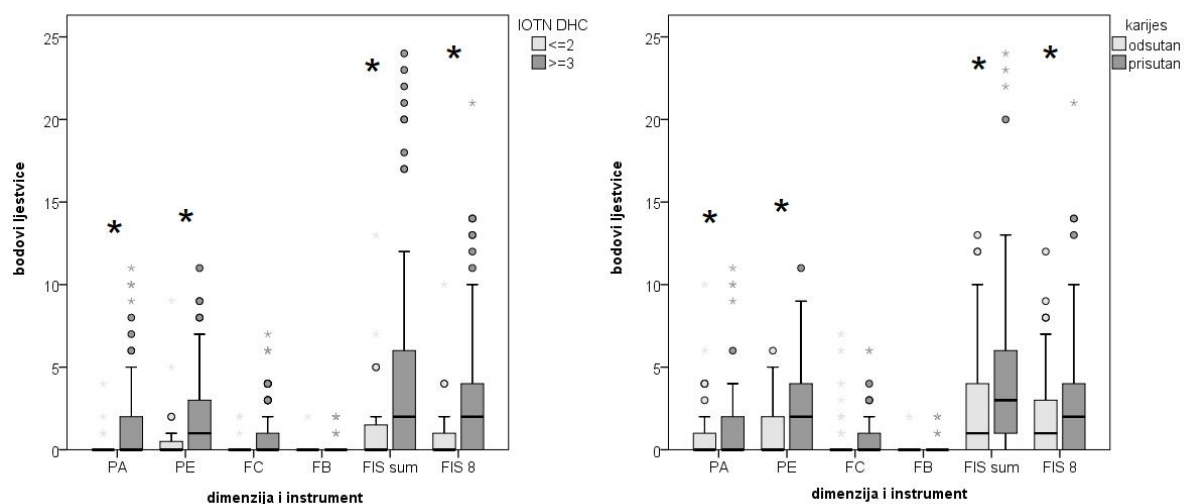 IOTN DHC
<=2
>=3
25
20
15
10
5
0
bodovi ljestvice
PA PE FC FB FIS sum FIS 8
dimenzija i instrument
karijes
odsutan
prisutan
25
20
15
10
5
0
bodovi ljestvice
PA PE FC FB FIS sum FIS 8
dimenzija i instrument